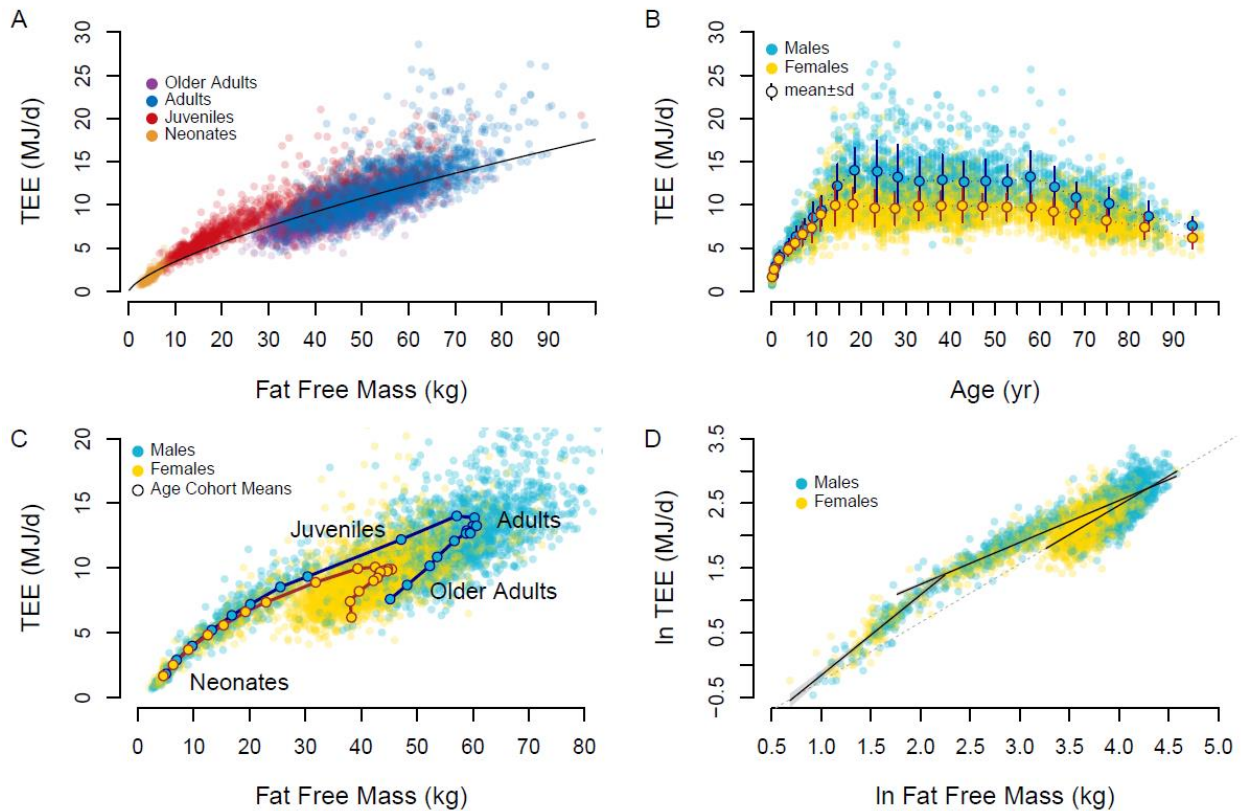 A
TEE (MJ/d)
30
25
20
15
10
5
0
Older Adults
Adults
Juveniles
Neonates
0 10 20 30 40 50 60 70 80 90
Fat Free Mass (kg)
B
TEE (MJ/d)
30
25
20
15
10
5
0
Males
Females
mean±sd
0 10 20 30 40 50 60 70 80 90
Age (yr)
C
TEE (MJ/d)
20
15
10
5
0
Males
Females
Age Cohort Means
Juveniles
Adults
Older Adults
Neonates
0 10 20 30 40 50 60 70 80
Fat Free Mass (kg)
D
ln TEE (MJ/d)
3.5
2.5
1.5
0.5
−0.5
Males
Females
0.5 1.0 1.5 2.0 2.5 3.0 3.5 4.0 4.5 5.0
ln Fat Free Mass (kg)